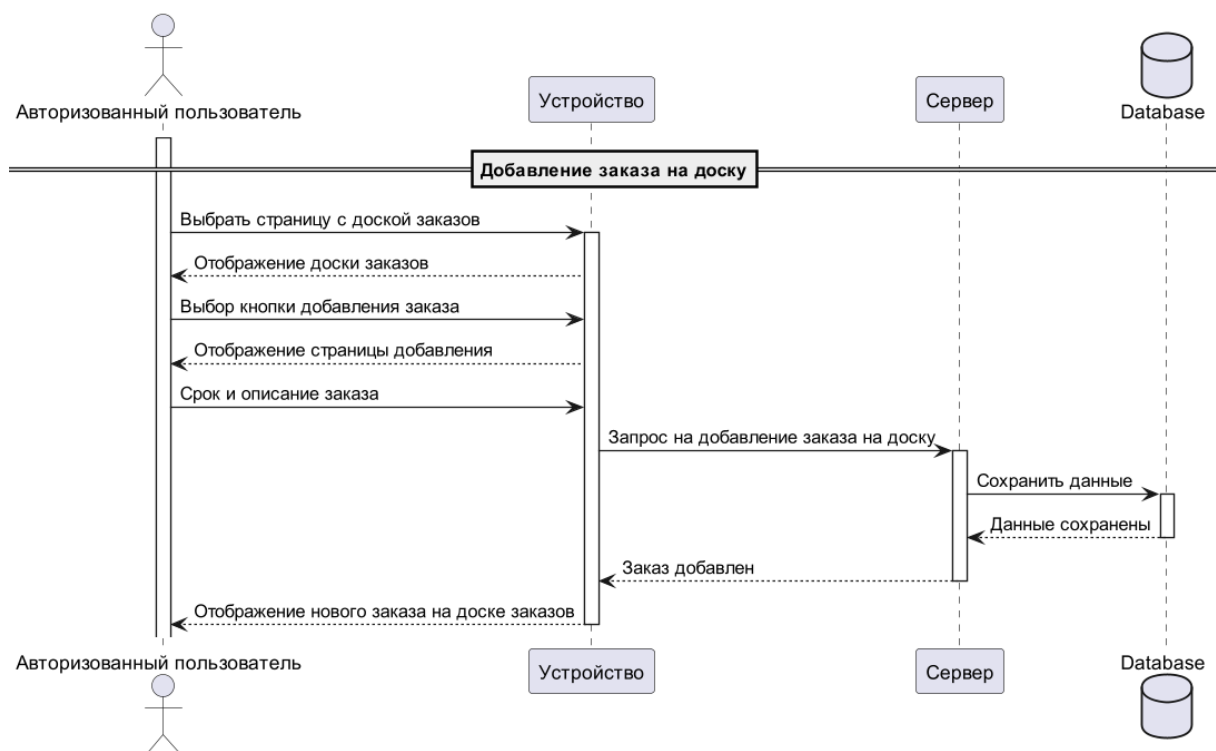 Авторизованный пользователь
Устройство
Сервер
Database
Добавление заказа на доску
Выбрать страницу с доской заказов
Отображение доски заказов
Выбор кнопки добавления заказа
Отображение страницы добавления
Срок и описание заказа
Запрос на добавление заказа на доску
Сохранить данные
Данные сохранены
Заказ добавлен
Отображение нового заказа на доске заказов
Авторизованный пользователь
Устройство
Сервер
Database